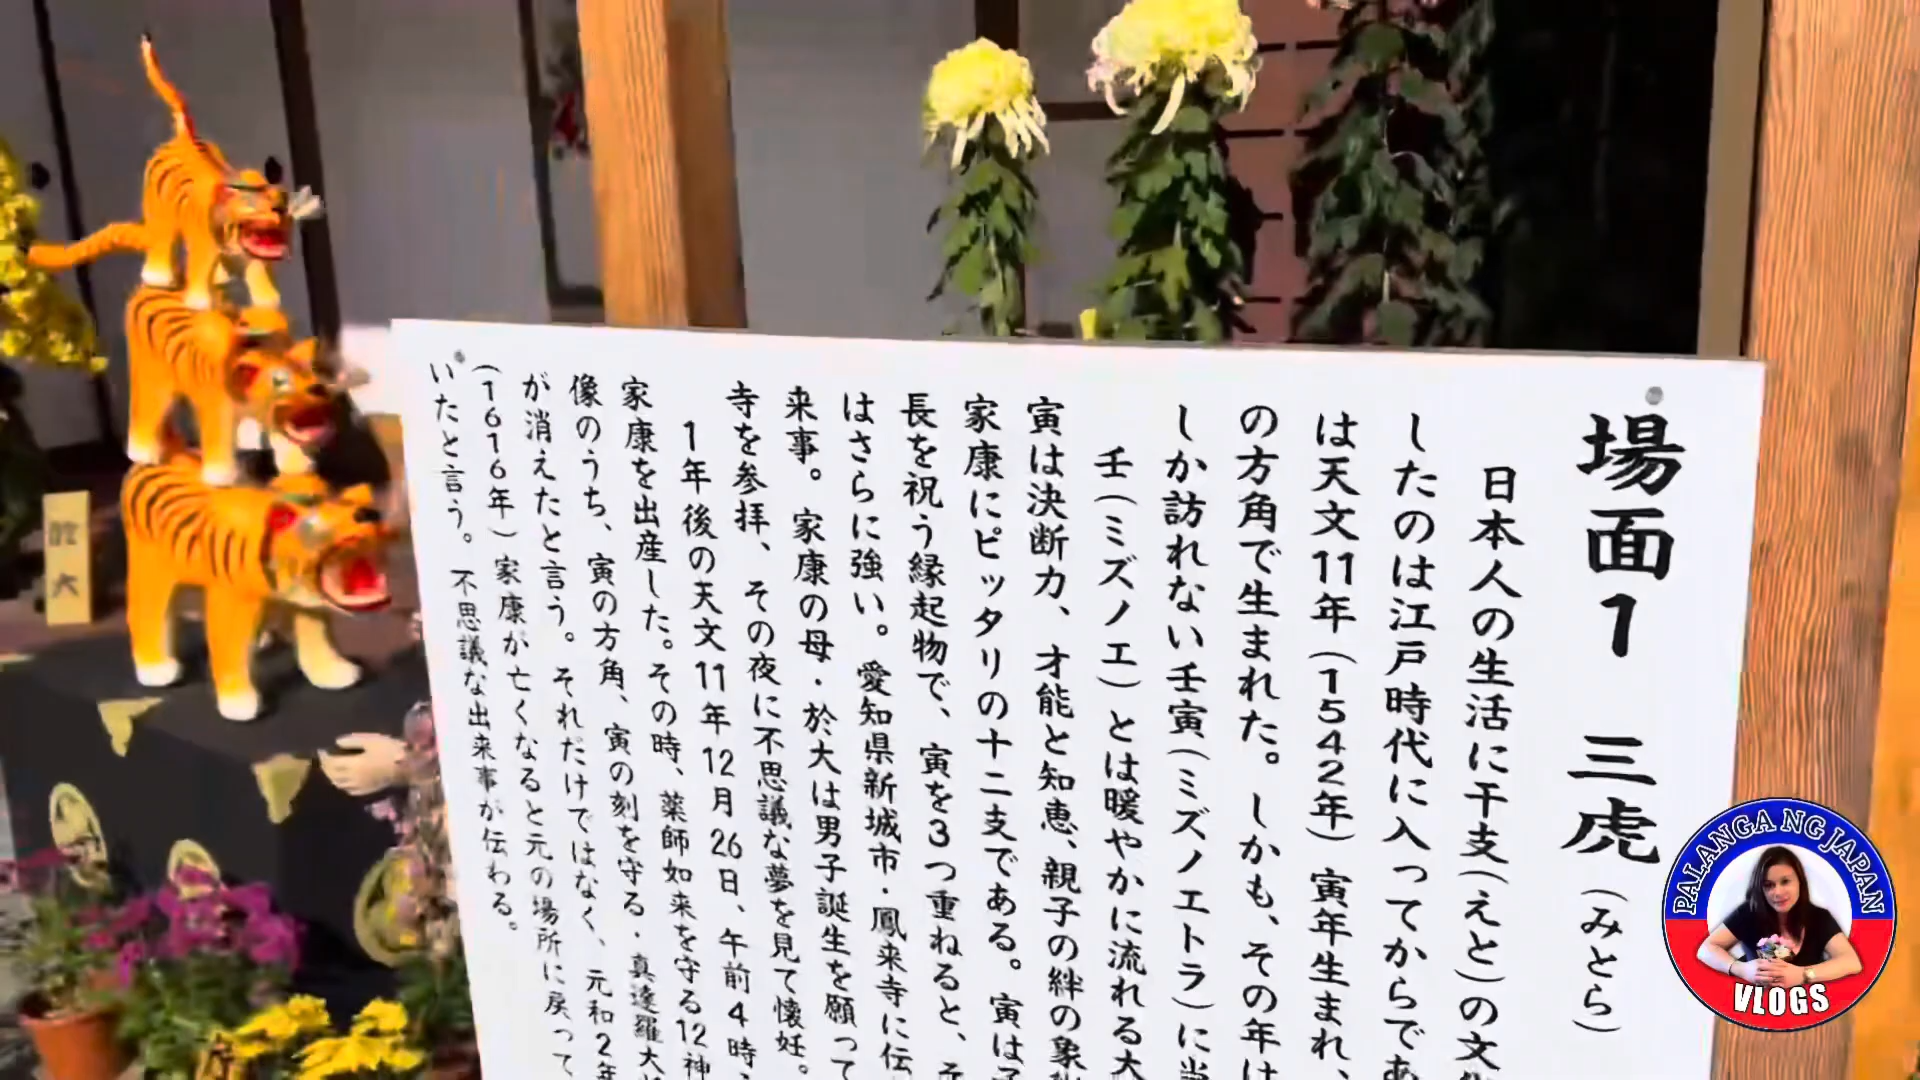 場面1 三虎(みとら)
日本人の生活に干支(えと)の文
したのは江戸時代に入ってからであ
は天文11年(1542年)寅年生まれ、
の方角で生まれた。しかも、その年は
しか訪れない壬寅(ミズノエトラ)に当
壬(ミズノエ)とは暖やかに流れる大
寅は決断力、才能と知恵、親子の絆の象
家康にピッタリの十二支である。寅は
長を祝う縁起物で、寅を3つ重ねると、
はさらに強い。愛知県新城市・鳳来寺に伝
来事。家康の母・於大は男子誕生を願って
寺を参拝、その夜に不思議な夢を見て懐妊。
1年後の天文11年12月26日、午前4時、
家康を出産した。その時、薬師如来を守る12神
像のうち、寅の方角、寅の刻を守る・真達羅大
が消えたと言う。それだけではなく、元和2年
(1616年)家康が亡くなると元の場所に戻って
いたと言う。不思議な出来事が伝わる。
PALANGA NG JAPAN
VLOGS